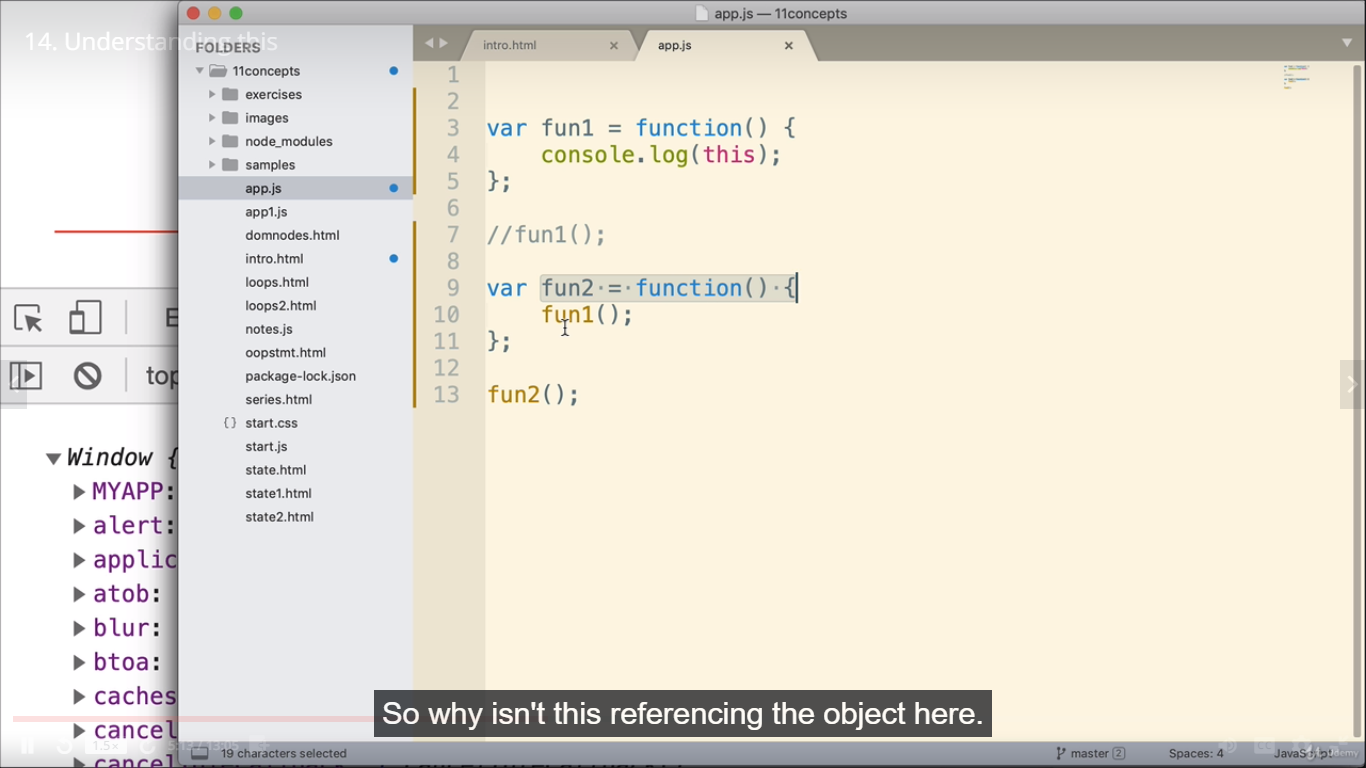 app.js — 11concepts
14. Understanding this
FOLDERS
11concepts
exercises
images
node_modules
samples
app.js
app1.js
domnodes.html
intro.html
loops.html
loops2.html
notes.js
oopstmt.html
package-lock.json
series.html
{} start.css
start.js
state.html
state1.html
state2.html
intro.html
app.js
1
2
3 var fun1 = function() {
4 console.log(this);
5 };
6
7 //fun1();
8
9 var fun2 = function() {
10 fun1();
11 };
12
13 fun2();
E
top
Window {
MYAPP:
alert:
applic
atob:
blur:
btoa:
caches
cancel
So why isn't this referencing the object here.
1.5x
19 characters selected
master 2
Spaces: 4
JavaScript